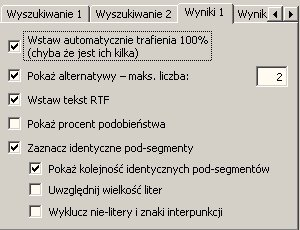 Wyszukiwanie 1 Wyszukiwanie 2 Wyniki 1 Wynik
Wstaw automatycznie trafienia 100%
(chyba że jest ich kilka)
Pokaż alternatywy – maks. liczba: 2
Wstaw tekst RTF
Pokaż procent podobieństwa
Zaznacz identyczne pod-segmenty
Pokaż kolejność identycznych pod-segmentów
Uwzględnij wielkość liter
Wyklucz nie-litery i znaki interpunkcji